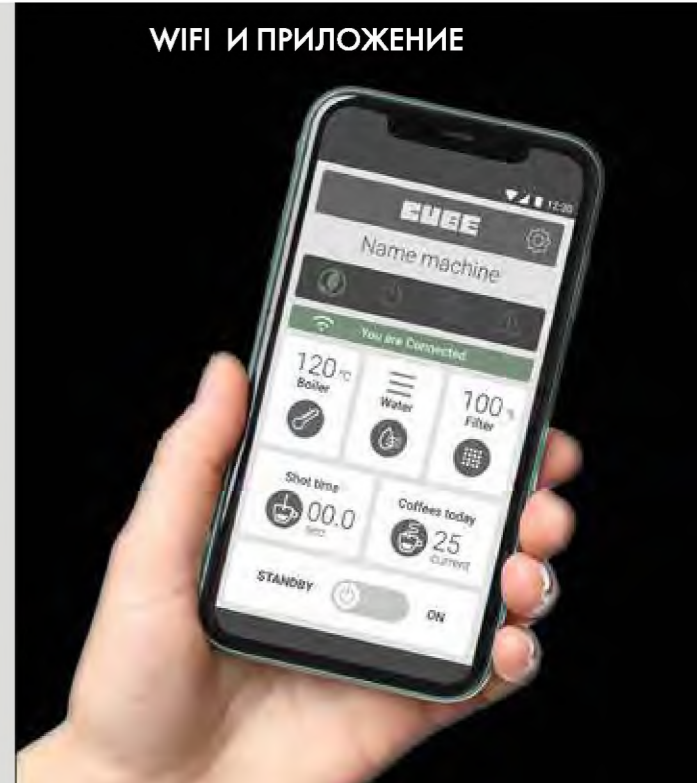 WIFI И ПРИЛОЖЕНИЕ
12:30
CUBE
Name machine
You are Connected
120 °C
Boiler
Water
100 %
Filter
Shot time
00.0
sec
Coffees today
25
current
STANDBY
ON